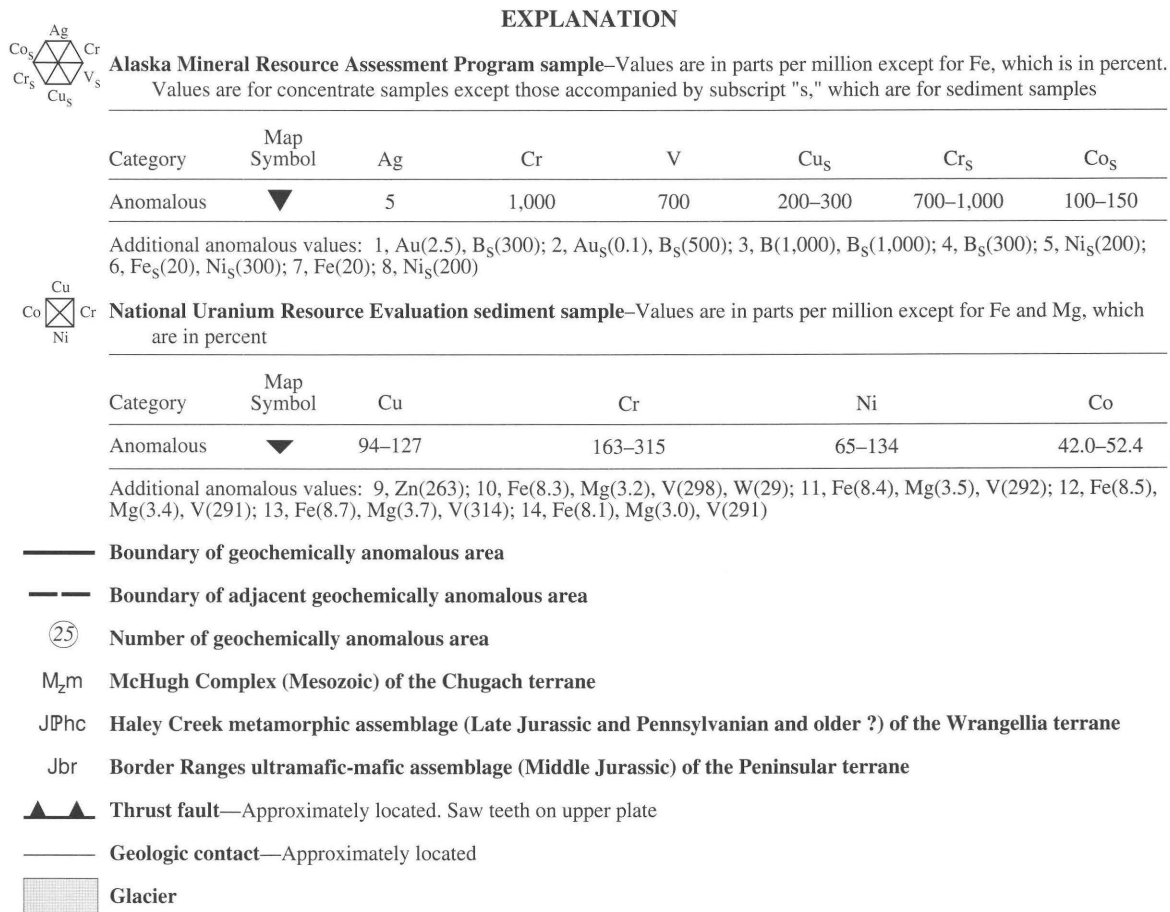 EXPLANATION
Ag
Co_s Cr
Cr_s V_s
Cu_s
Alaska Mineral Resource Assessment Program sample–Values are in parts per million except for Fe, which is in percent.
Values are for concentrate samples except those accompanied by subscript "s," which are for sediment samples
Category Map Symbol Ag Cr V Cu_s Cr_s Co_s
Anomalous ▼ 5 1,000 700 200–300 700–1,000 100–150
Additional anomalous values: 1, Au(2.5), B_s(300); 2, Au_s(0.1), B_s(500); 3, B(1,000), B_s(1,000); 4, B_s(300); 5, Ni_s(200);
6, Fe_s(20), Ni_s(300); 7, Fe(20); 8, Ni_s(200)
Cu
Co Cr
Ni
National Uranium Resource Evaluation sediment sample–Values are in parts per million except for Fe and Mg, which
are in percent
Category Map Symbol Cu Cr Ni Co
Anomalous ▼ 94–127 163–315 65–134 42.0–52.4
Additional anomalous values: 9, Zn(263); 10, Fe(8.3), Mg(3.2), V(298), W(29); 11, Fe(8.4), Mg(3.5), V(292); 12, Fe(8.5),
Mg(3.4), V(291); 13, Fe(8.7), Mg(3.7), V(314); 14, Fe(8.1), Mg(3.0), V(291)
Boundary of geochemically anomalous area
Boundary of adjacent geochemically anomalous area
25 Number of geochemically anomalous area
M_zm McHugh Complex (Mesozoic) of the Chugach terrane
JℙPhc Haley Creek metamorphic assemblage (Late Jurassic and Pennsylvanian and older ?) of the Wrangellia terrane
Jbr Border Ranges ultramafic-mafic assemblage (Middle Jurassic) of the Peninsular terrane
Thrust fault—Approximately located. Saw teeth on upper plate
Geologic contact—Approximately located
Glacier